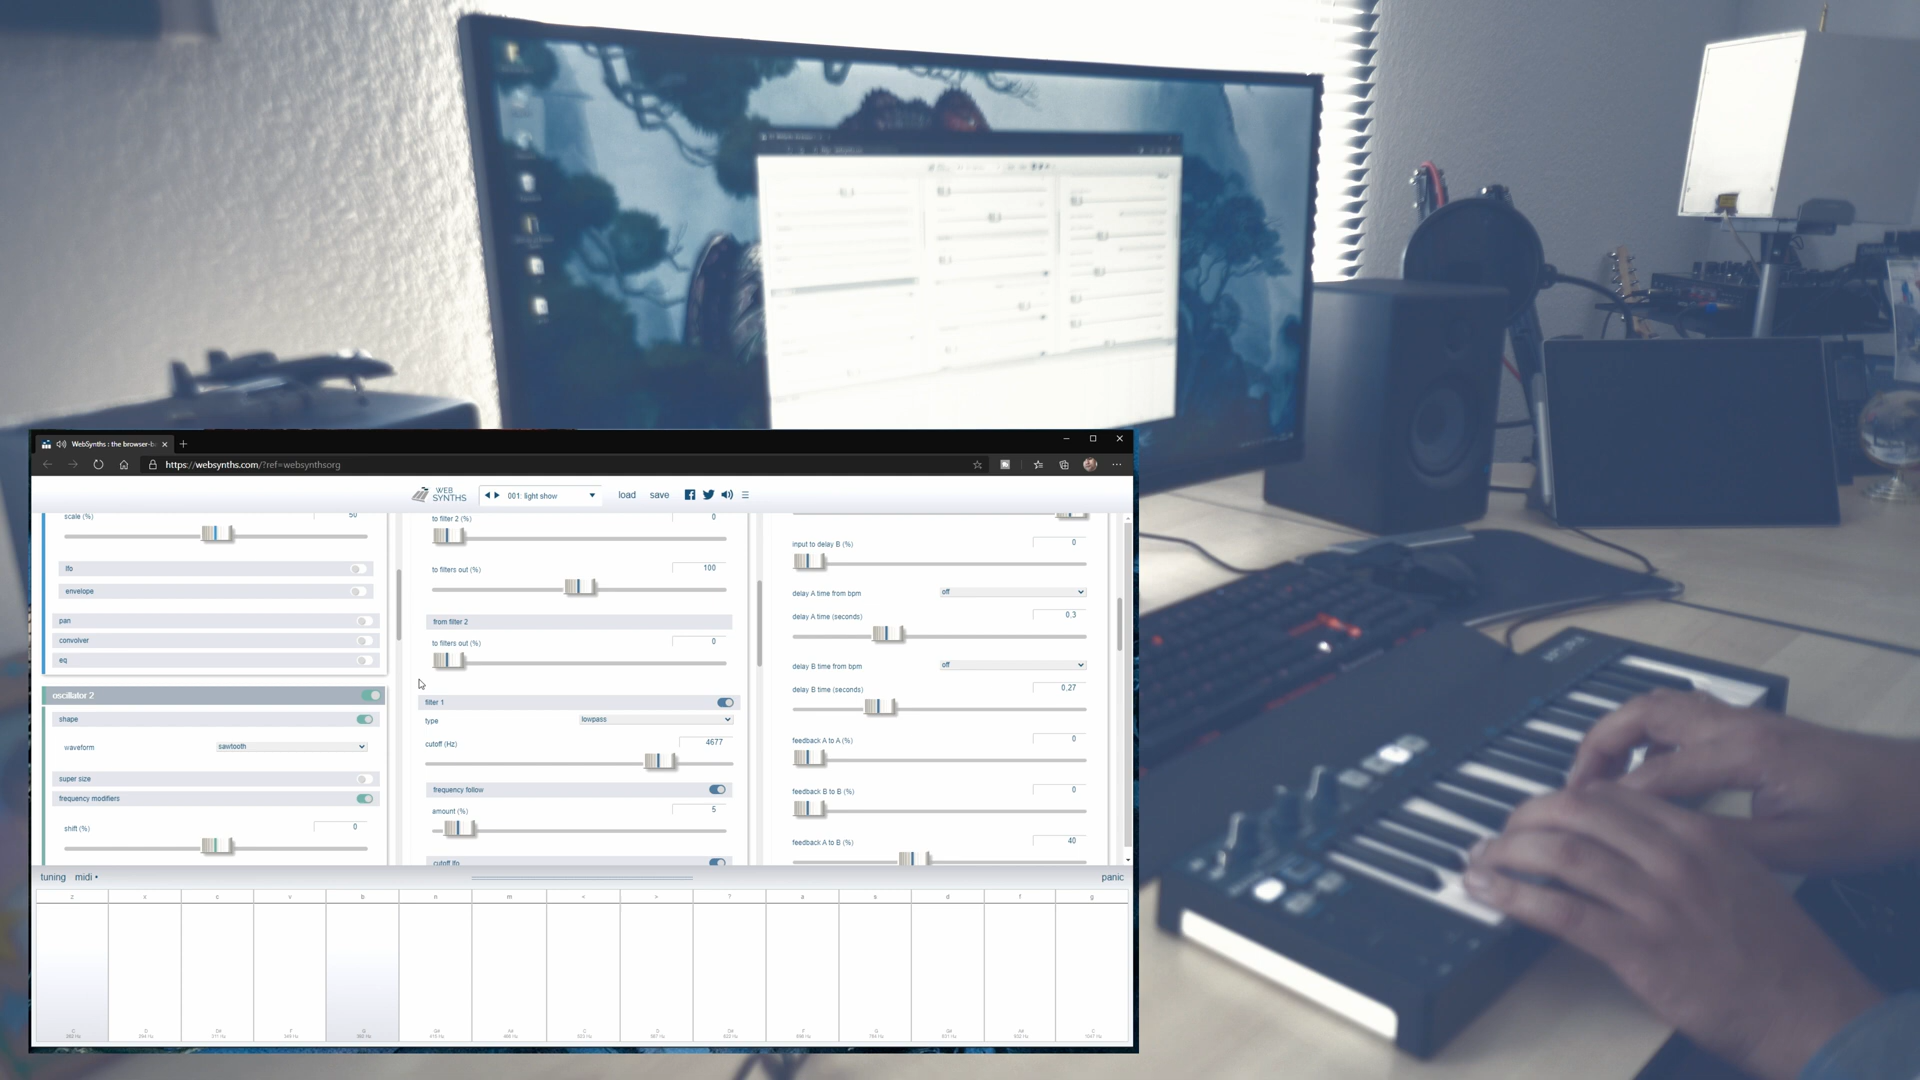 WebSynths : the browser-b
https://websynths.com/?ref=websynthsorg
WEB
SYNTHS
001: light show
load
save
scale (%)
50
lfo
envelope
pan
convolver
eq
oscillator 2
shape
waveform
sawtooth
super size
frequency modifiers
shift (%)
0
to filter 2 (%)
0
to filters out (%)
100
from filter 2
to filters out (%)
0
filter 1
type
lowpass
cutoff (Hz)
4677
frequency follow
amount (%)
5
cutoff lfo
input to delay B (%)
0
delay A time from bpm
off
delay A time (seconds)
0,3
delay B time from bpm
off
delay B time (seconds)
0,27
feedback A to A (%)
0
feedback B to B (%)
0
feedback A to B (%)
40
tuning
midi •
panic
z x c v b n m < > ? a s d f g